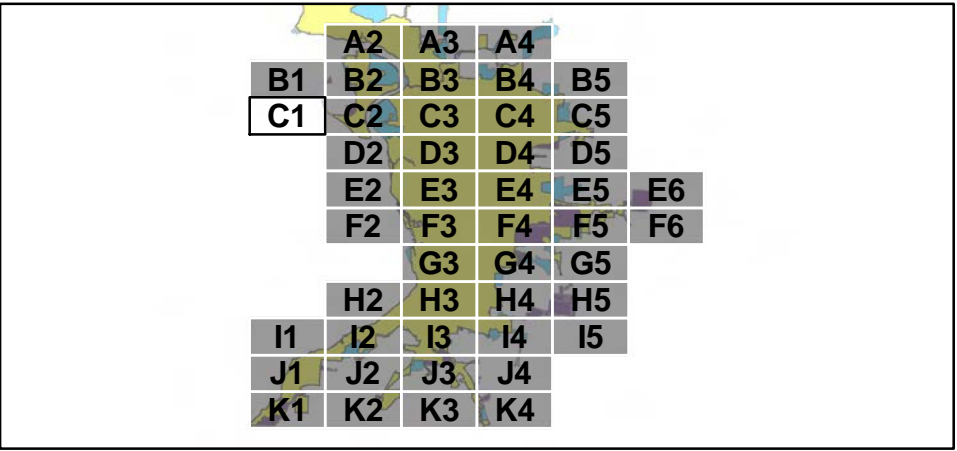 A2 A3 A4
B1 B2 B3 B4 B5
C1 C2 C3 C4 C5
D2 D3 D4 D5
E2 E3 E4 E5 E6
F2 F3 F4 F5 F6
G3 G4 G5
H2 H3 H4 H5
I1 I2 I3 I4 I5
J1 J2 J3 J4
K1 K2 K3 K4